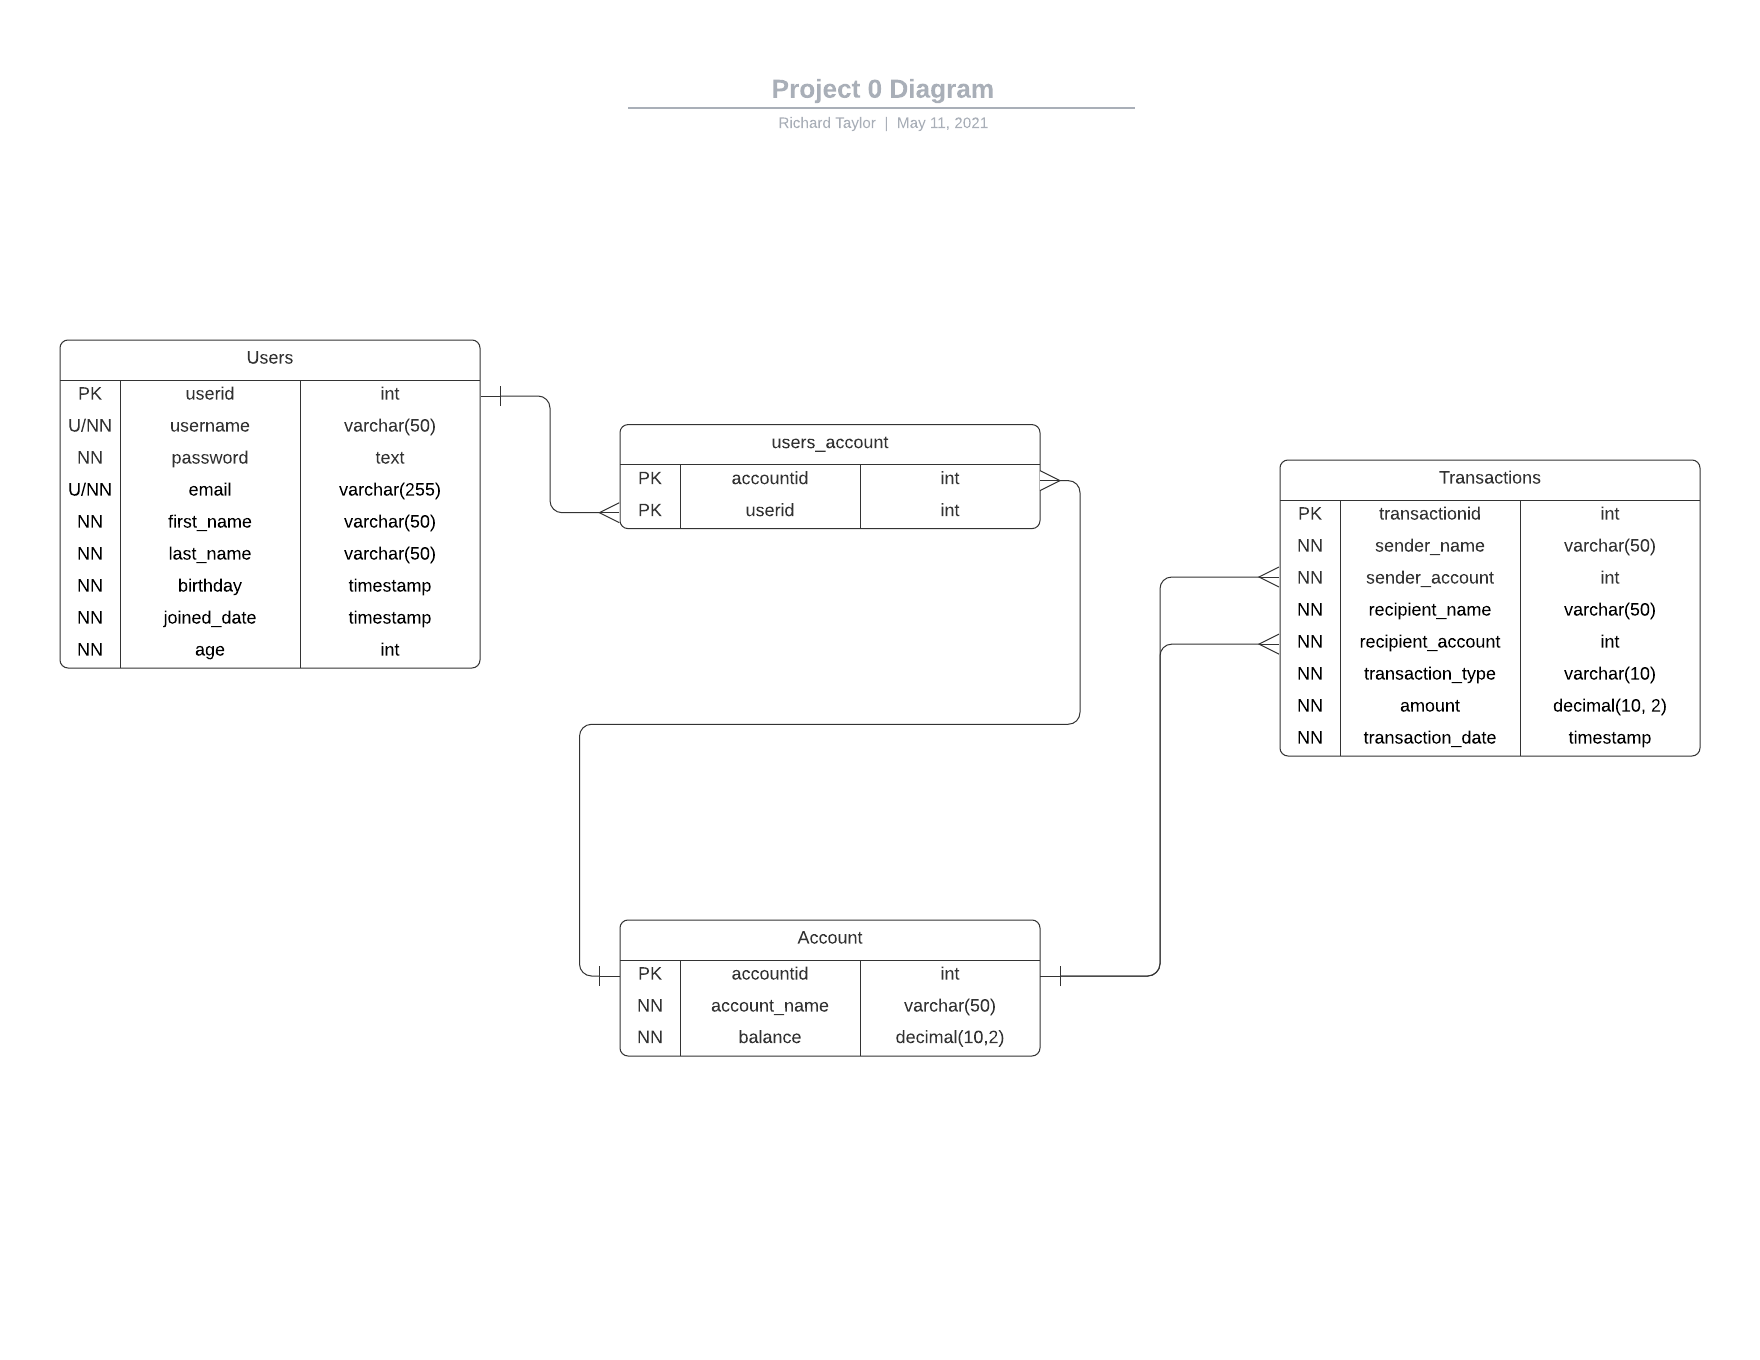 Project 0 Diagram
Richard Taylor | May 11, 2021
Users
PK userid int
U/NN username varchar(50)
NN password text
U/NN email varchar(255)
NN first_name varchar(50)
NN last_name varchar(50)
NN birthday timestamp
NN joined_date timestamp
NN age int
users_account
PK accountid int
PK userid int
Transactions
PK transactionid int
NN sender_name varchar(50)
NN sender_account int
NN recipient_name varchar(50)
NN recipient_account int
NN transaction_type varchar(10)
NN amount decimal(10, 2)
NN transaction_date timestamp
Account
PK accountid int
NN account_name varchar(50)
NN balance decimal(10,2)